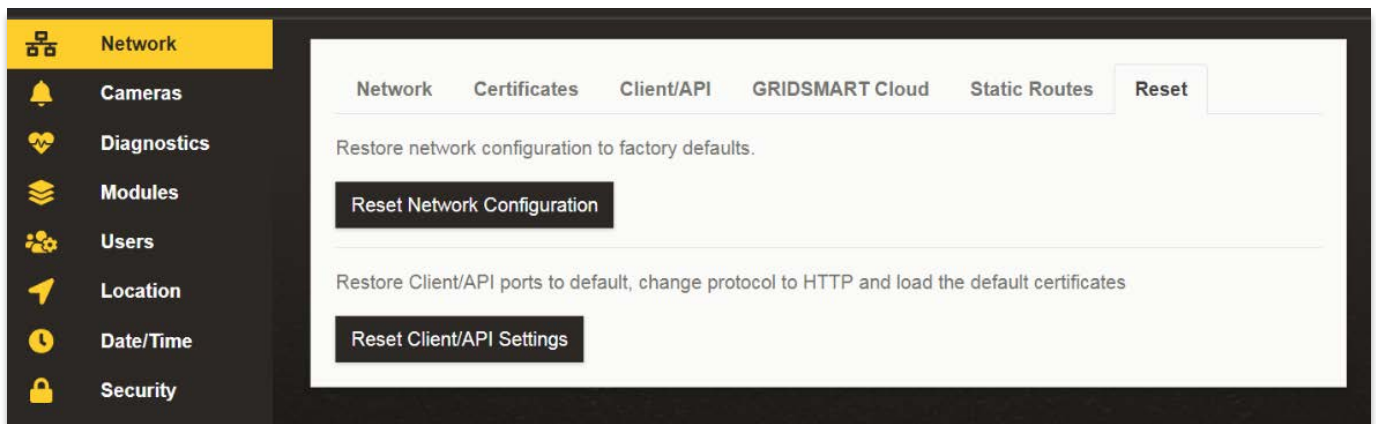 Network
Cameras
Diagnostics
Modules
Users
Location
Date/Time
Security
Network Certificates Client/API GRIDSMART Cloud Static Routes Reset
Restore network configuration to factory defaults.
Reset Network Configuration
Restore Client/API ports to default, change protocol to HTTP and load the default certificates
Reset Client/API Settings